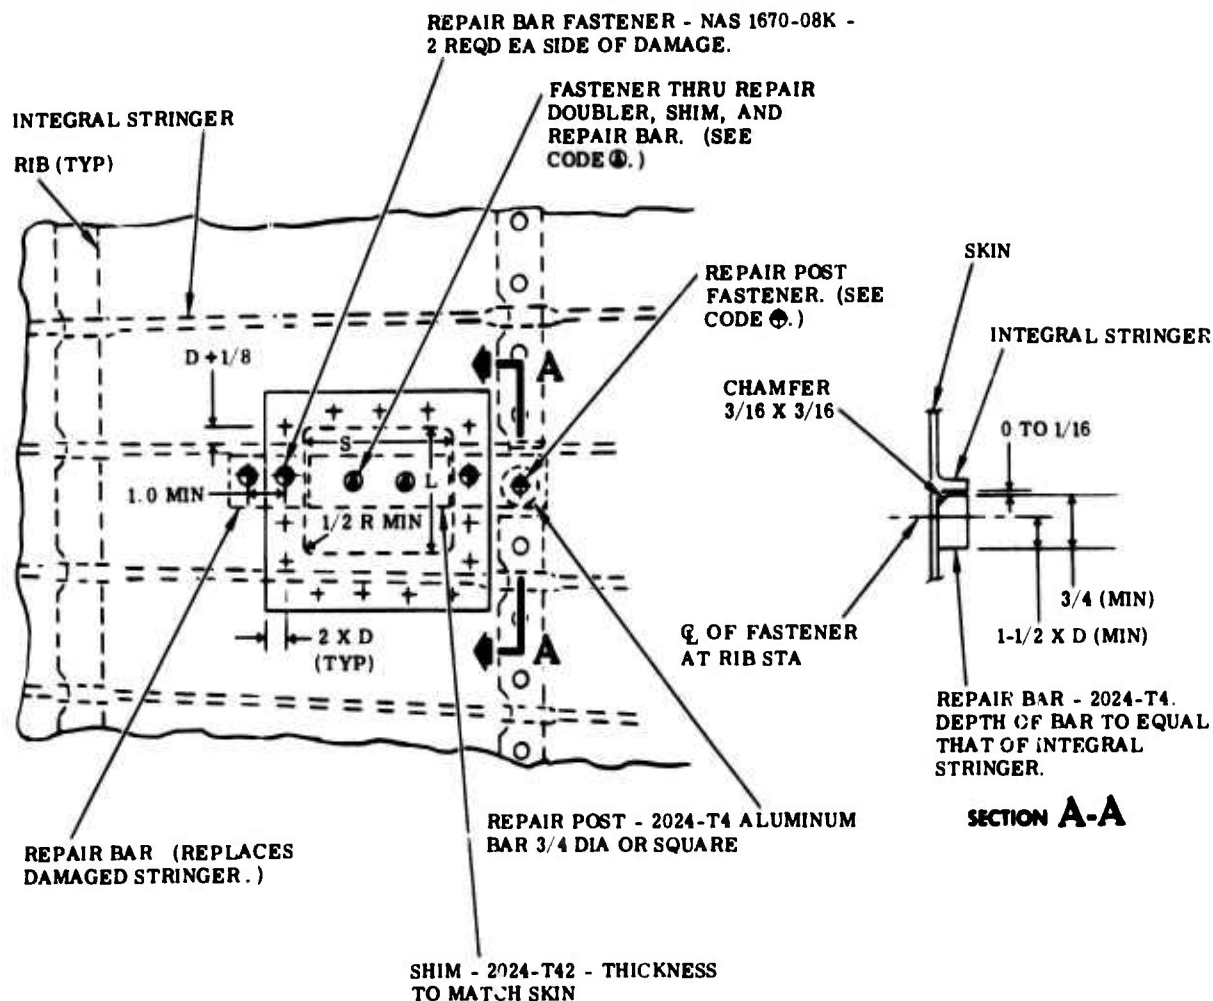 REPAIR BAR FASTENER - NAS 1670-08K -
2 REQD EA SIDE OF DAMAGE.
FASTENER THRU REPAIR
DOUBLER, SHIM, AND
REPAIR BAR. (SEE
CODE .)
INTEGRAL STRINGER
RIB (TYP)
REPAIR POST
FASTENER. (SEE
CODE .)
SKIN
INTEGRAL STRINGER
CHAMFER
3/16 X 3/16
0 TO 1/16
D + 1/8
A
S
L
1.0 MIN
1/2 R MIN
2 X D
(TYP)
A
3/4 (MIN)
1-1/2 X D (MIN)
℄ OF FASTENER
AT RIB STA
REPAIR BAR - 2024-T4.
DEPTH OF BAR TO EQUAL
THAT OF INTEGRAL
STRINGER.
SECTION A-A
REPAIR POST - 2024-T4 ALUMINUM
BAR 3/4 DIA OR SQUARE
REPAIR BAR (REPLACES
DAMAGED STRINGER.)
SHIM - 2024-T42 - THICKNESS
TO MATCH SKIN